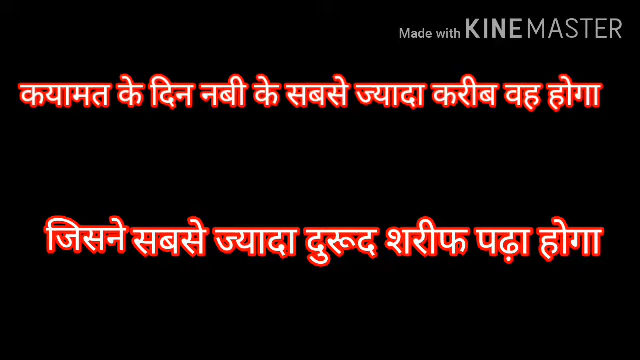 Made with KINEMASTER
कयामत के दिन नबी के सबसे ज्यादा करीब वह होगा
जिसने सबसे ज्यादा दुरूद शरीफ पढ़ा होगा